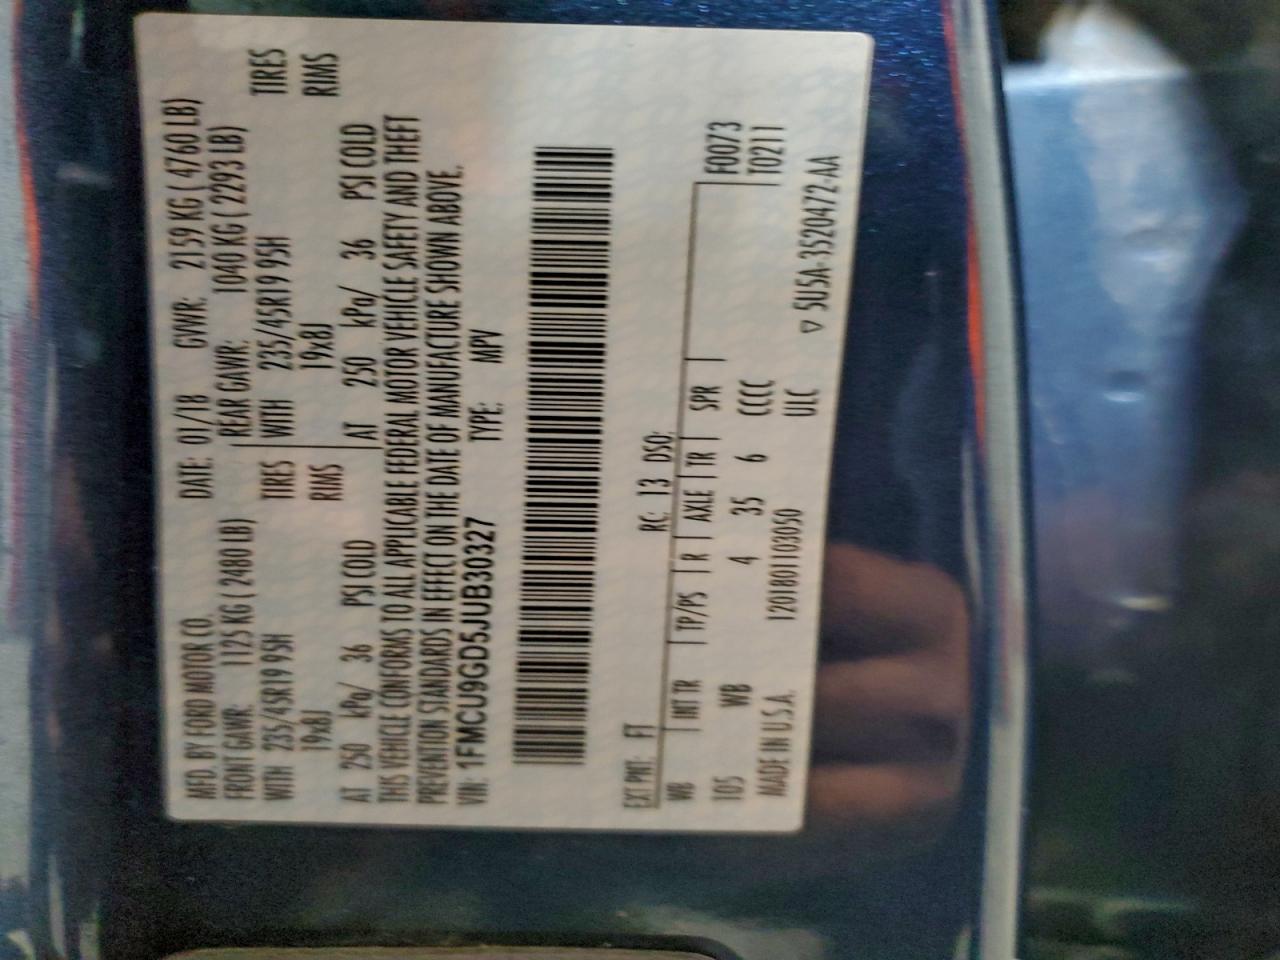 MFD. BY FORD MOTOR CO.
DATE: 01/18 GVWR: 2159 KG ( 4760 LB)
FRONT GAWR: 1125 KG ( 2480 LB)
REAR GAWR: 1040 KG ( 2293 LB)
WITH 235/45R19 95H TIRES
WITH 235/45R19 95H TIRES
19x8J RIMS
19x8J RIMS
AT 250 kPa/ 36 PSI COLD
AT 250 kPa/ 36 PSI COLD
THIS VEHICLE CONFORMS TO ALL APPLICABLE FEDERAL MOTOR VEHICLE SAFETY AND THEFT
PREVENTION STANDARDS IN EFFECT ON THE DATE OF MANUFACTURE SHOWN ABOVE.
VIN: 1FMCU9GD5JUB30327 TYPE: MPV
EXT PNT: FT RC: 13 DSO: F0073
WB INT TR TP/PS R AXLE TR SPR T0211
105 WB 4 35 6 CCCC
MADE IN U.S.A. 1201801103050 ULC
▽ 5U5A-3520472-AA